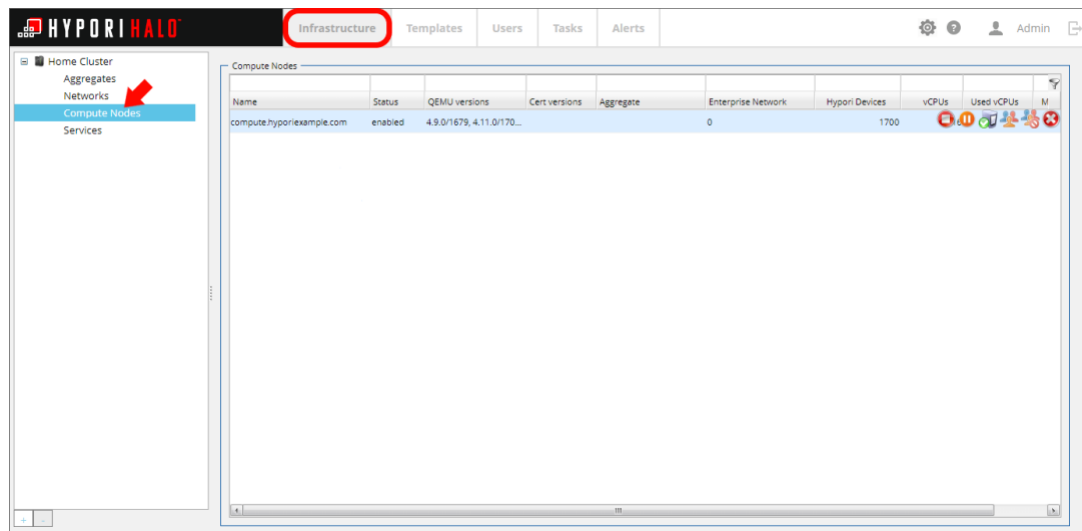 HYPORI HALO
Infrastructure Templates Users Tasks Alerts
Admin
Home Cluster
Aggregates
Networks
Compute Nodes
Services
Compute Nodes
Name Status QEMU versions Cert versions Aggregate Enterprise Network Hypori Devices vCPUs Used vCPUs M
compute.hyporiexample.com enabled 4.9.0/1679, 4.11.0/170... 0 1700